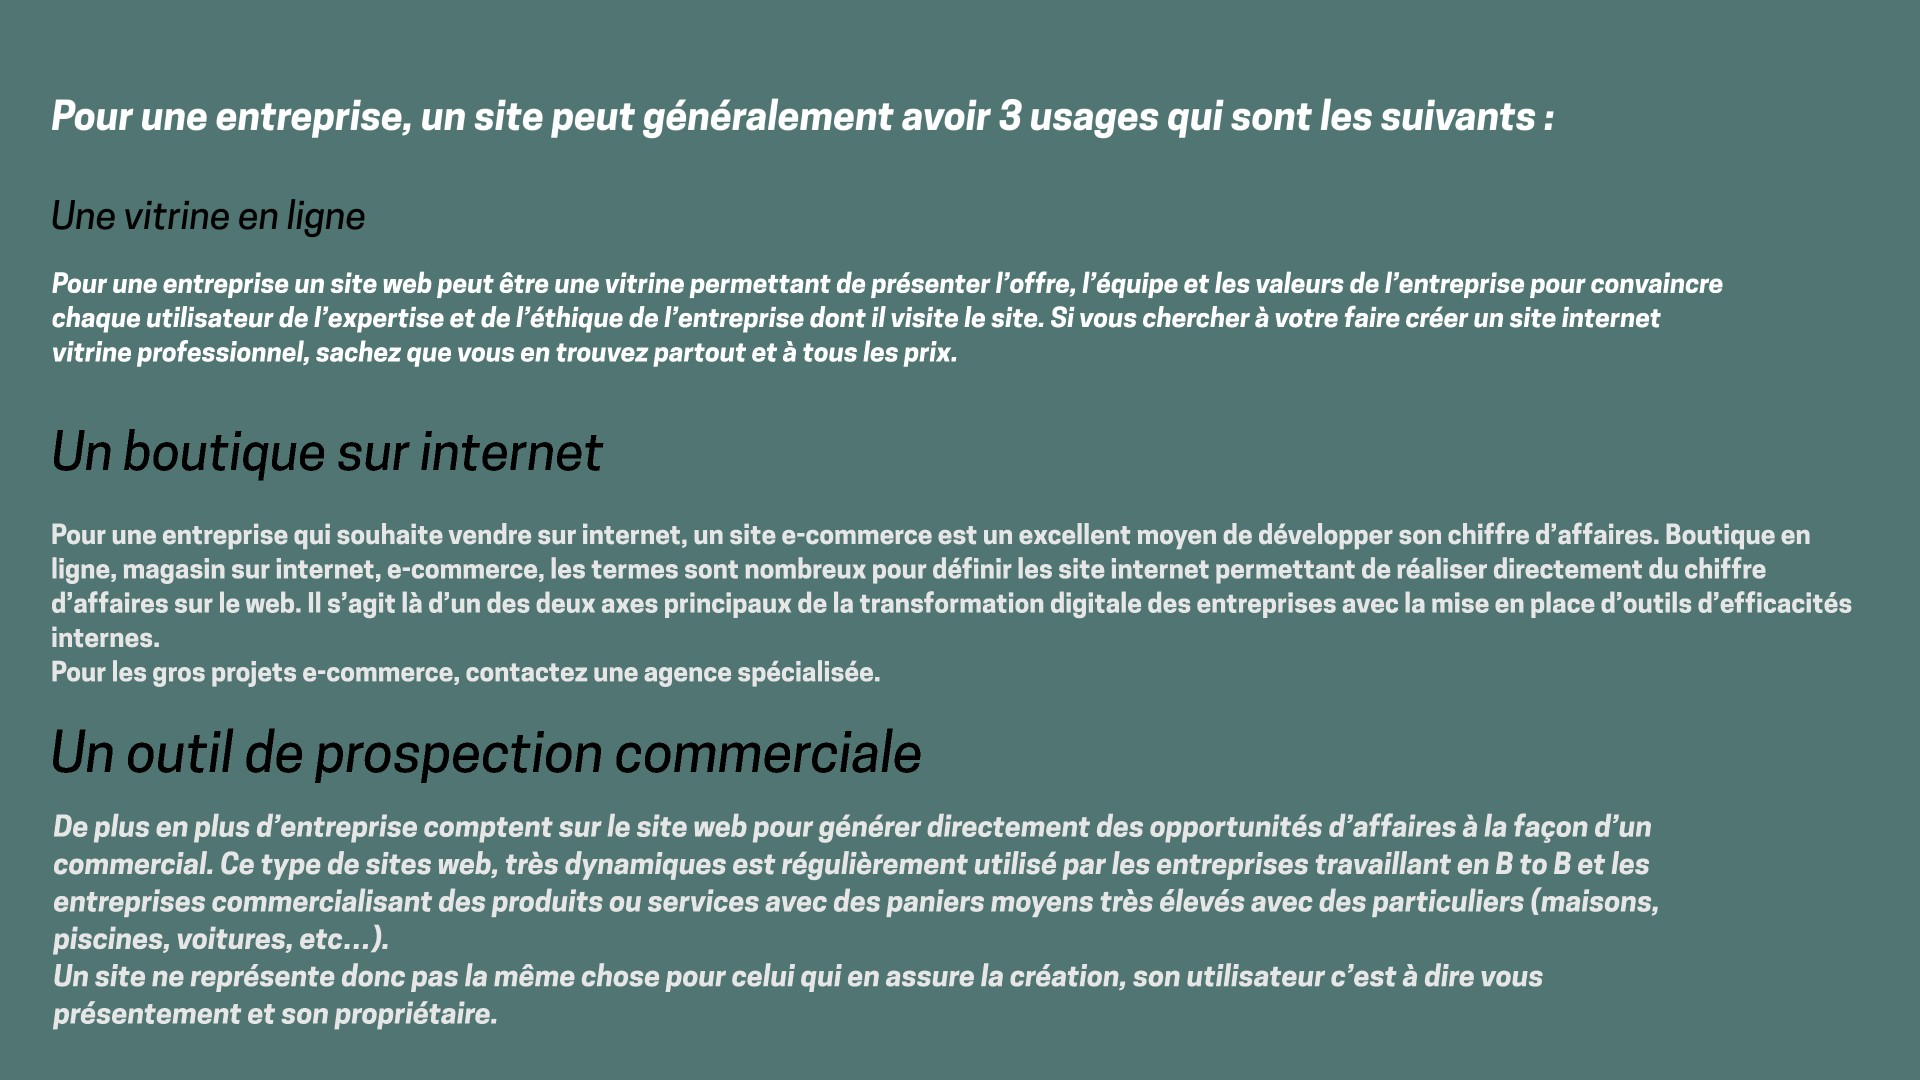 Pour une entreprise, un site peut généralement avoir 3 usages qui sont les suivants :
Une vitrine en ligne
Pour une entreprise un site web peut être une vitrine permettant de présenter l’offre, l’équipe et les valeurs de l’entreprise pour convaincre
chaque utilisateur de l’expertise et de l’éthique de l’entreprise dont il visite le site. Si vous chercher à votre faire créer un site internet
vitrine professionnel, sachez que vous en trouvez partout et à tous les prix.
Un boutique sur internet
Pour une entreprise qui souhaite vendre sur internet, un site e-commerce est un excellent moyen de développer son chiffre d’affaires. Boutique en
ligne, magasin sur internet, e-commerce, les termes sont nombreux pour définir les site internet permettant de réaliser directement du chiffre
d’affaires sur le web. Il s’agit là d’un des deux axes principaux de la transformation digitale des entreprises avec la mise en place d’outils d’efficacités
internes.
Pour les gros projets e-commerce, contactez une agence spécialisée.
Un outil de prospection commerciale
De plus en plus d’entreprise comptent sur le site web pour générer directement des opportunités d’affaires à la façon d’un
commercial. Ce type de sites web, très dynamiques est régulièrement utilisé par les entreprises travaillant en B to B et les
entreprises commercialisant des produits ou services avec des paniers moyens très élevés avec des particuliers (maisons,
piscines, voitures, etc…).
Un site ne représente donc pas la même chose pour celui qui en assure la création, son utilisateur c’est à dire vous
présentement et son propriétaire.